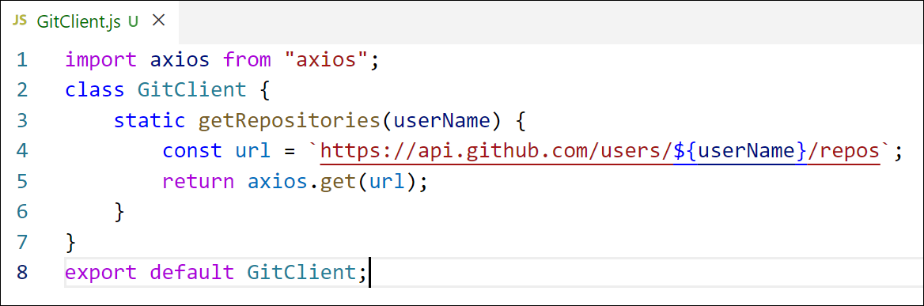 JS GitClient.js U ×
1 import axios from "axios";
2 class GitClient {
3     static getRepositories(userName) {
4         const url = `https://api.github.com/users/${userName}/repos`;
5         return axios.get(url);
6     }
7 }
8 export default GitClient;